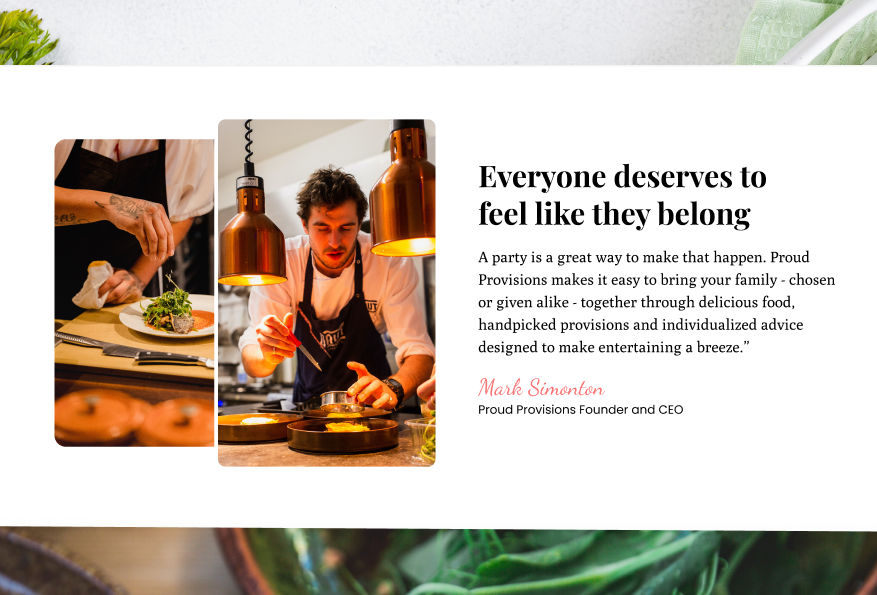 Everyone deserves to
feel like they belong
A party is a great way to make that happen. Proud
Provisions makes it easy to bring your family - chosen
or given alike - together through delicious food,
handpicked provisions and individualized advice
designed to make entertaining a breeze.”
Mark Simonton
Proud Provisions Founder and CEO